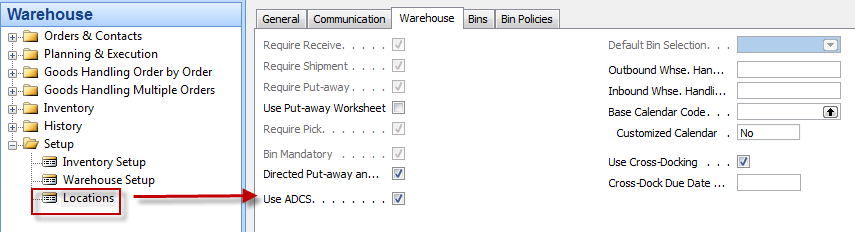 Warehouse
Orders & Contacts
Planning & Execution
Goods Handling Order by Order
Goods Handling Multiple Orders
Inventory
History
Setup
Inventory Setup
Warehouse Setup
Locations
General Communication Warehouse Bins Bin Policies
Require Receive. . . . . .
Require Shipment . . . . .
Require Put-away . . . . .
Use Put-away Worksheet
Require Pick. . . . . . . .
Bin Mandatory . . . . . .
Directed Put-away an...
Use ADCS. . . . . . . . .
Default Bin Selection. . .
Outbound Whse. Han...
Inbound Whse. Handli...
Base Calendar Code. . . .
Customized Calendar . No
Use Cross-Docking . . .
Cross-Dock Due Date ...